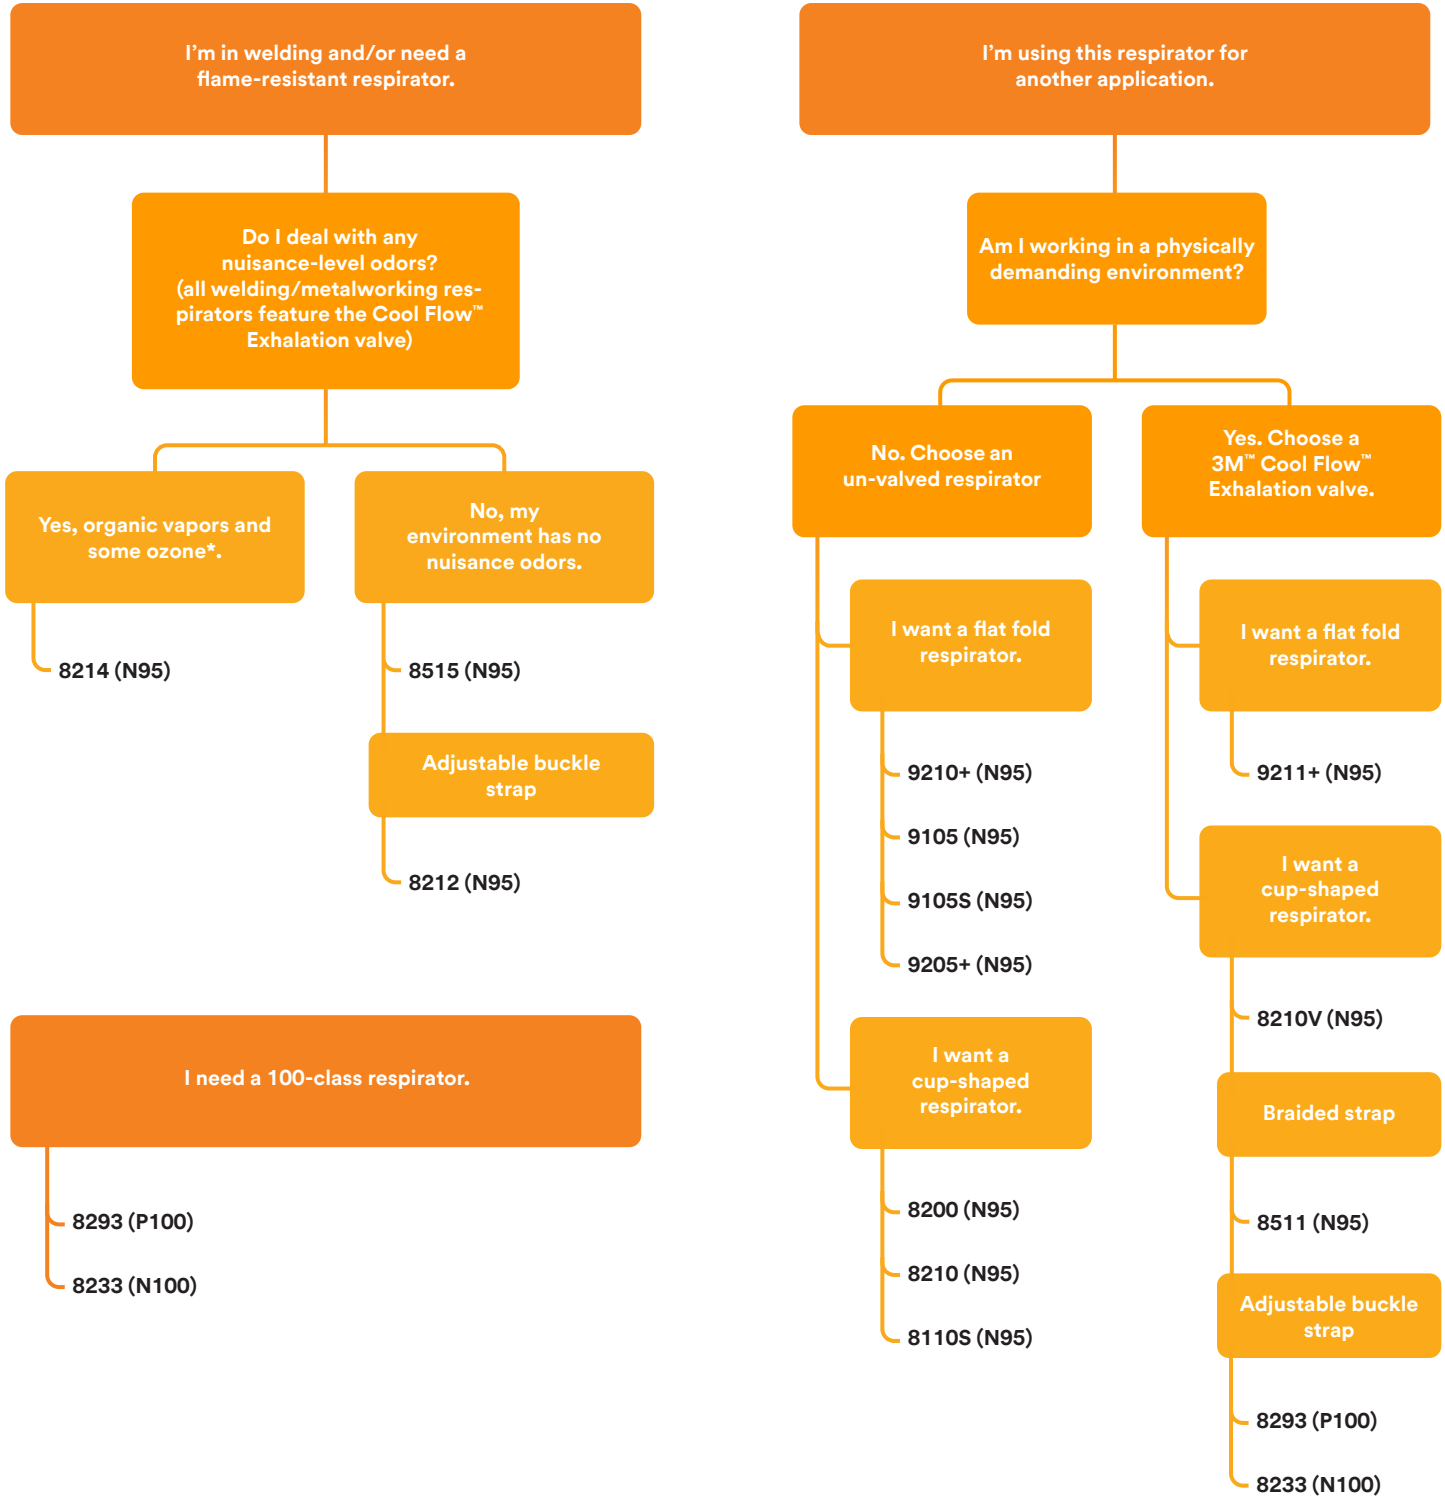 I’m in welding and/or need a
flame-resistant respirator.
Do I deal with any
nuisance-level odors?
(all welding/metalworking res-
pirators feature the Cool Flow™
Exhalation valve)
Yes, organic vapors and
some ozone*.
8214 (N95)
No, my
environment has no
nuisance odors.
8515 (N95)
Adjustable buckle
strap
8212 (N95)
I need a 100-class respirator.
8293 (P100)
8233 (N100)
I’m using this respirator for
another application.
Am I working in a physically
demanding environment?
No. Choose an
un-valved respirator
I want a flat fold
respirator.
9210+ (N95)
9105 (N95)
9105S (N95)
9205+ (N95)
I want a
cup-shaped
respirator.
8200 (N95)
8210 (N95)
8110S (N95)
Yes. Choose a
3M™ Cool Flow™
Exhalation valve.
I want a flat fold
respirator.
9211+ (N95)
I want a
cup-shaped
respirator.
8210V (N95)
Braided strap
8511 (N95)
Adjustable buckle
strap
8293 (P100)
8233 (N100)